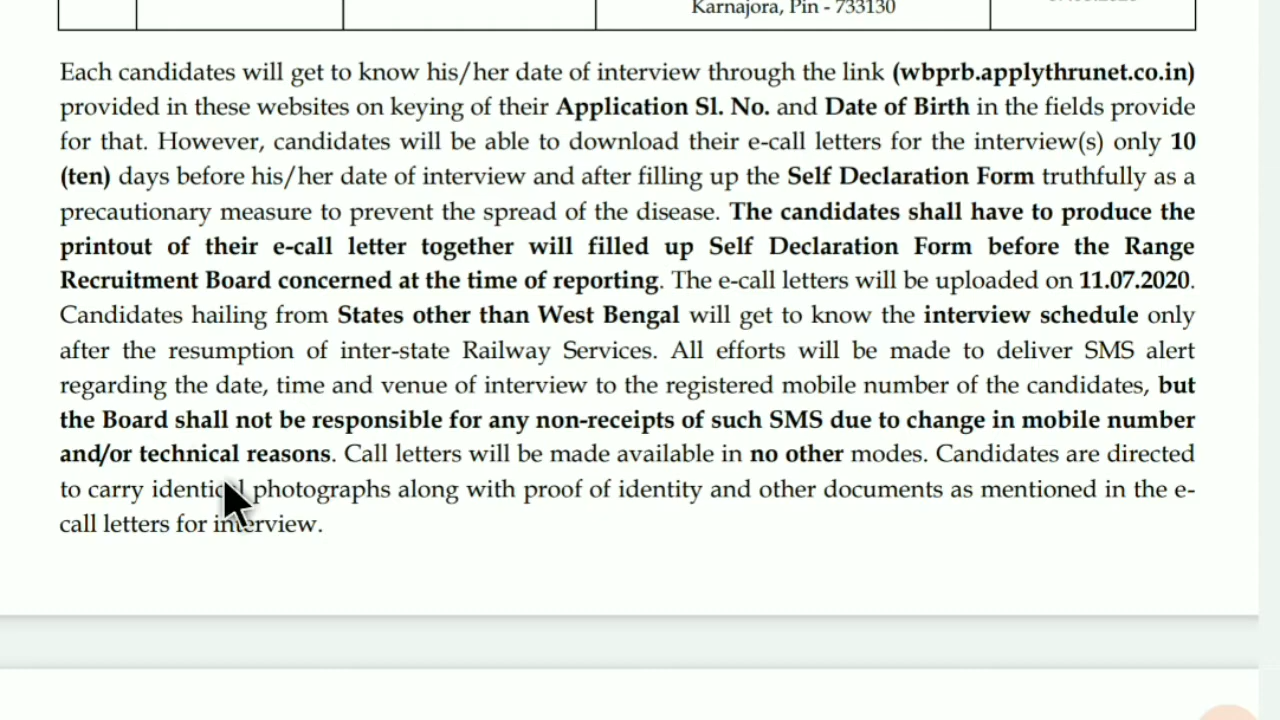 Karnajora, Pin - 733130
Each candidates will get to know his/her date of interview through the link (wbprb.applythrunet.co.in)
provided in these websites on keying of their Application Sl. No. and Date of Birth in the fields provide
for that. However, candidates will be able to download their e-call letters for the interview(s) only 10
(ten) days before his/her date of interview and after filling up the Self Declaration Form truthfully as a
precautionary measure to prevent the spread of the disease. The candidates shall have to produce the
printout of their e-call letter together will filled up Self Declaration Form before the Range
Recruitment Board concerned at the time of reporting. The e-call letters will be uploaded on 11.07.2020.
Candidates hailing from States other than West Bengal will get to know the interview schedule only
after the resumption of inter-state Railway Services. All efforts will be made to deliver SMS alert
regarding the date, time and venue of interview to the registered mobile number of the candidates, but
the Board shall not be responsible for any non-receipts of such SMS due to change in mobile number
and/or technical reasons. Call letters will be made available in no other modes. Candidates are directed
to carry identical photographs along with proof of identity and other documents as mentioned in the e-
call letters for interview.